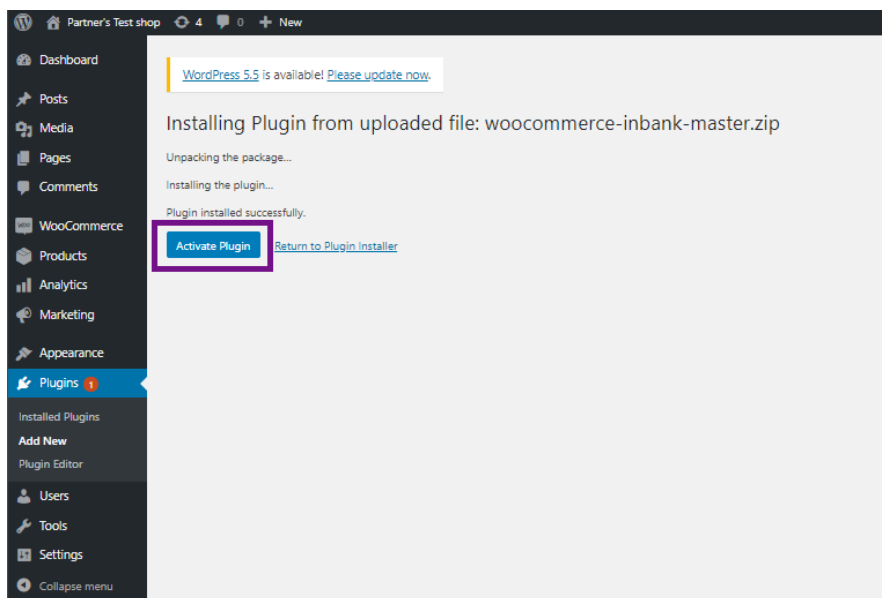 Partner's Test shop 4 0 New
Dashboard
Posts
Media
Pages
Comments
WooCommerce
Products
Analytics
Marketing
Appearance
Plugins 1
Installed Plugins
Add New
Plugin Editor
Users
Tools
Settings
Collapse menu
WordPress 5.5 is available! Please update now.
Installing Plugin from uploaded file: woocommerce-inbank-master.zip
Unpacking the package...
Installing the plugin...
Plugin installed successfully.
Activate Plugin Return to Plugin Installer